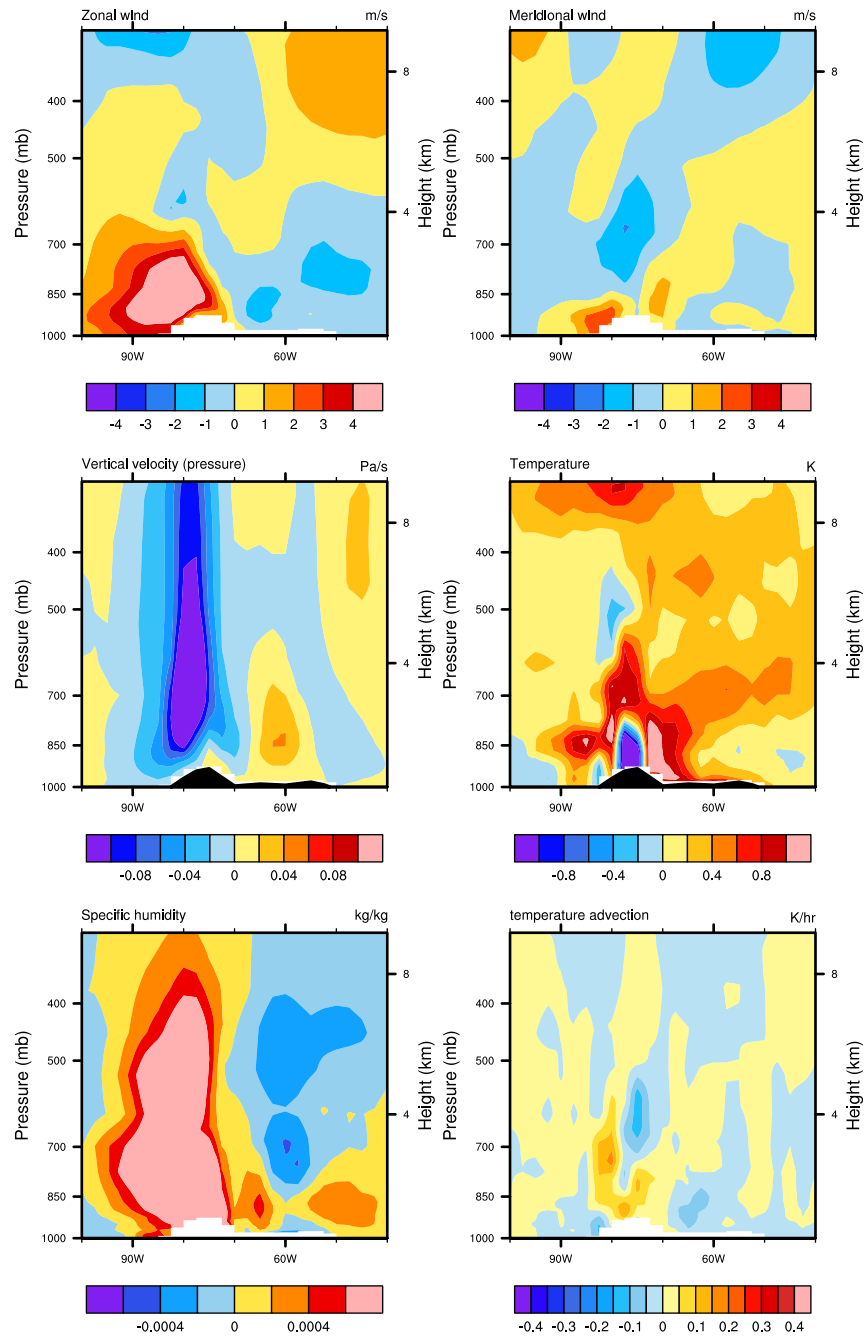 Zonal wind m/s
Pressure (mb)
400
500
700
850
1000
8
4
Height (km)
90W 60W
-4 -3 -2 -1 0 1 2 3 4
Meridional wind m/s
Pressure (mb)
400
500
700
850
1000
8
4
Height (km)
90W 60W
-4 -3 -2 -1 0 1 2 3 4
Vertical velocity (pressure) Pa/s
Pressure (mb)
400
500
700
850
1000
8
4
Height (km)
90W 60W
-0.08 -0.04 0 0.04 0.08
Temperature K
Pressure (mb)
400
500
700
850
1000
8
4
Height (km)
90W 60W
-0.8 -0.4 0 0.4 0.8
Specific humidity kg/kg
Pressure (mb)
400
500
700
850
1000
8
4
Height (km)
90W 60W
-0.0004 0 0.0004
temperature advection K/hr
Pressure (mb)
400
500
700
850
1000
8
4
Height (km)
90W 60W
-0.4 -0.3 -0.2 -0.1 0 0.1 0.2 0.3 0.4